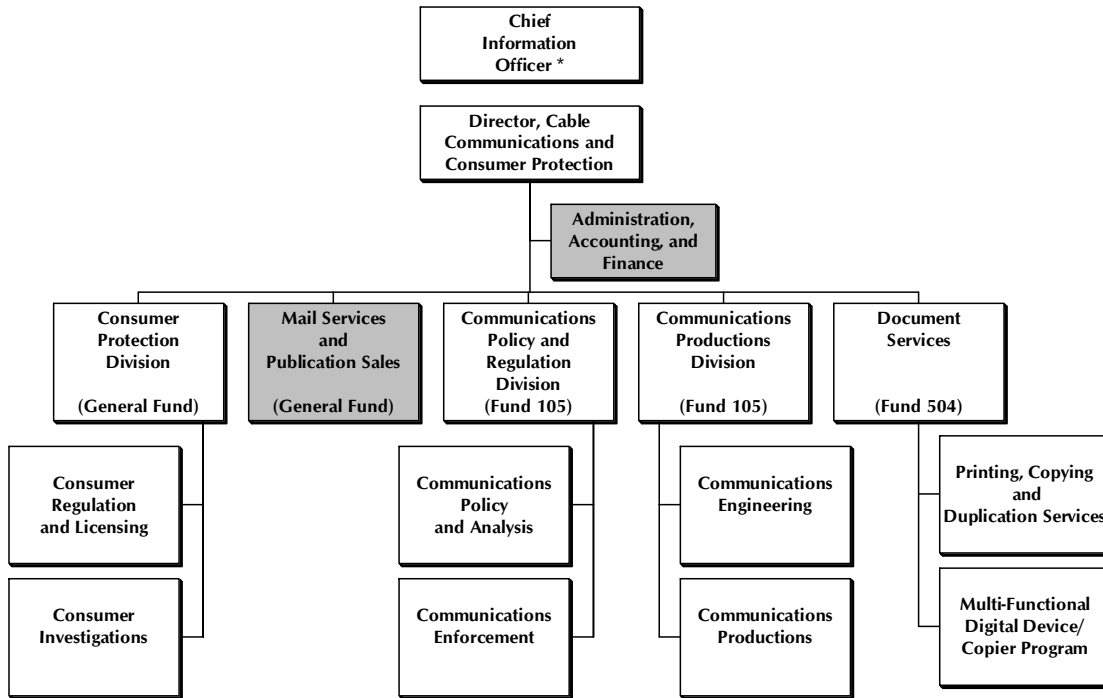 Chief
Information
Officer *
Director, Cable
Communications and
Consumer Protection
Administration,
Accounting, and
Finance
Consumer
Protection
Division
(General Fund)
Mail Services
and
Publication Sales
(General Fund)
Communications
Policy and
Regulation
Division
(Fund 105)
Communications
Productions
Division
(Fund 105)
Document
Services
(Fund 504)
Consumer
Regulation
and Licensing
Consumer
Investigations
Communications
Policy
and Analysis
Communications
Enforcement
Communications
Engineering
Communications
Productions
Printing, Copying
and
Duplication Services
Multi-Functional
Digital Device/
Copier Program